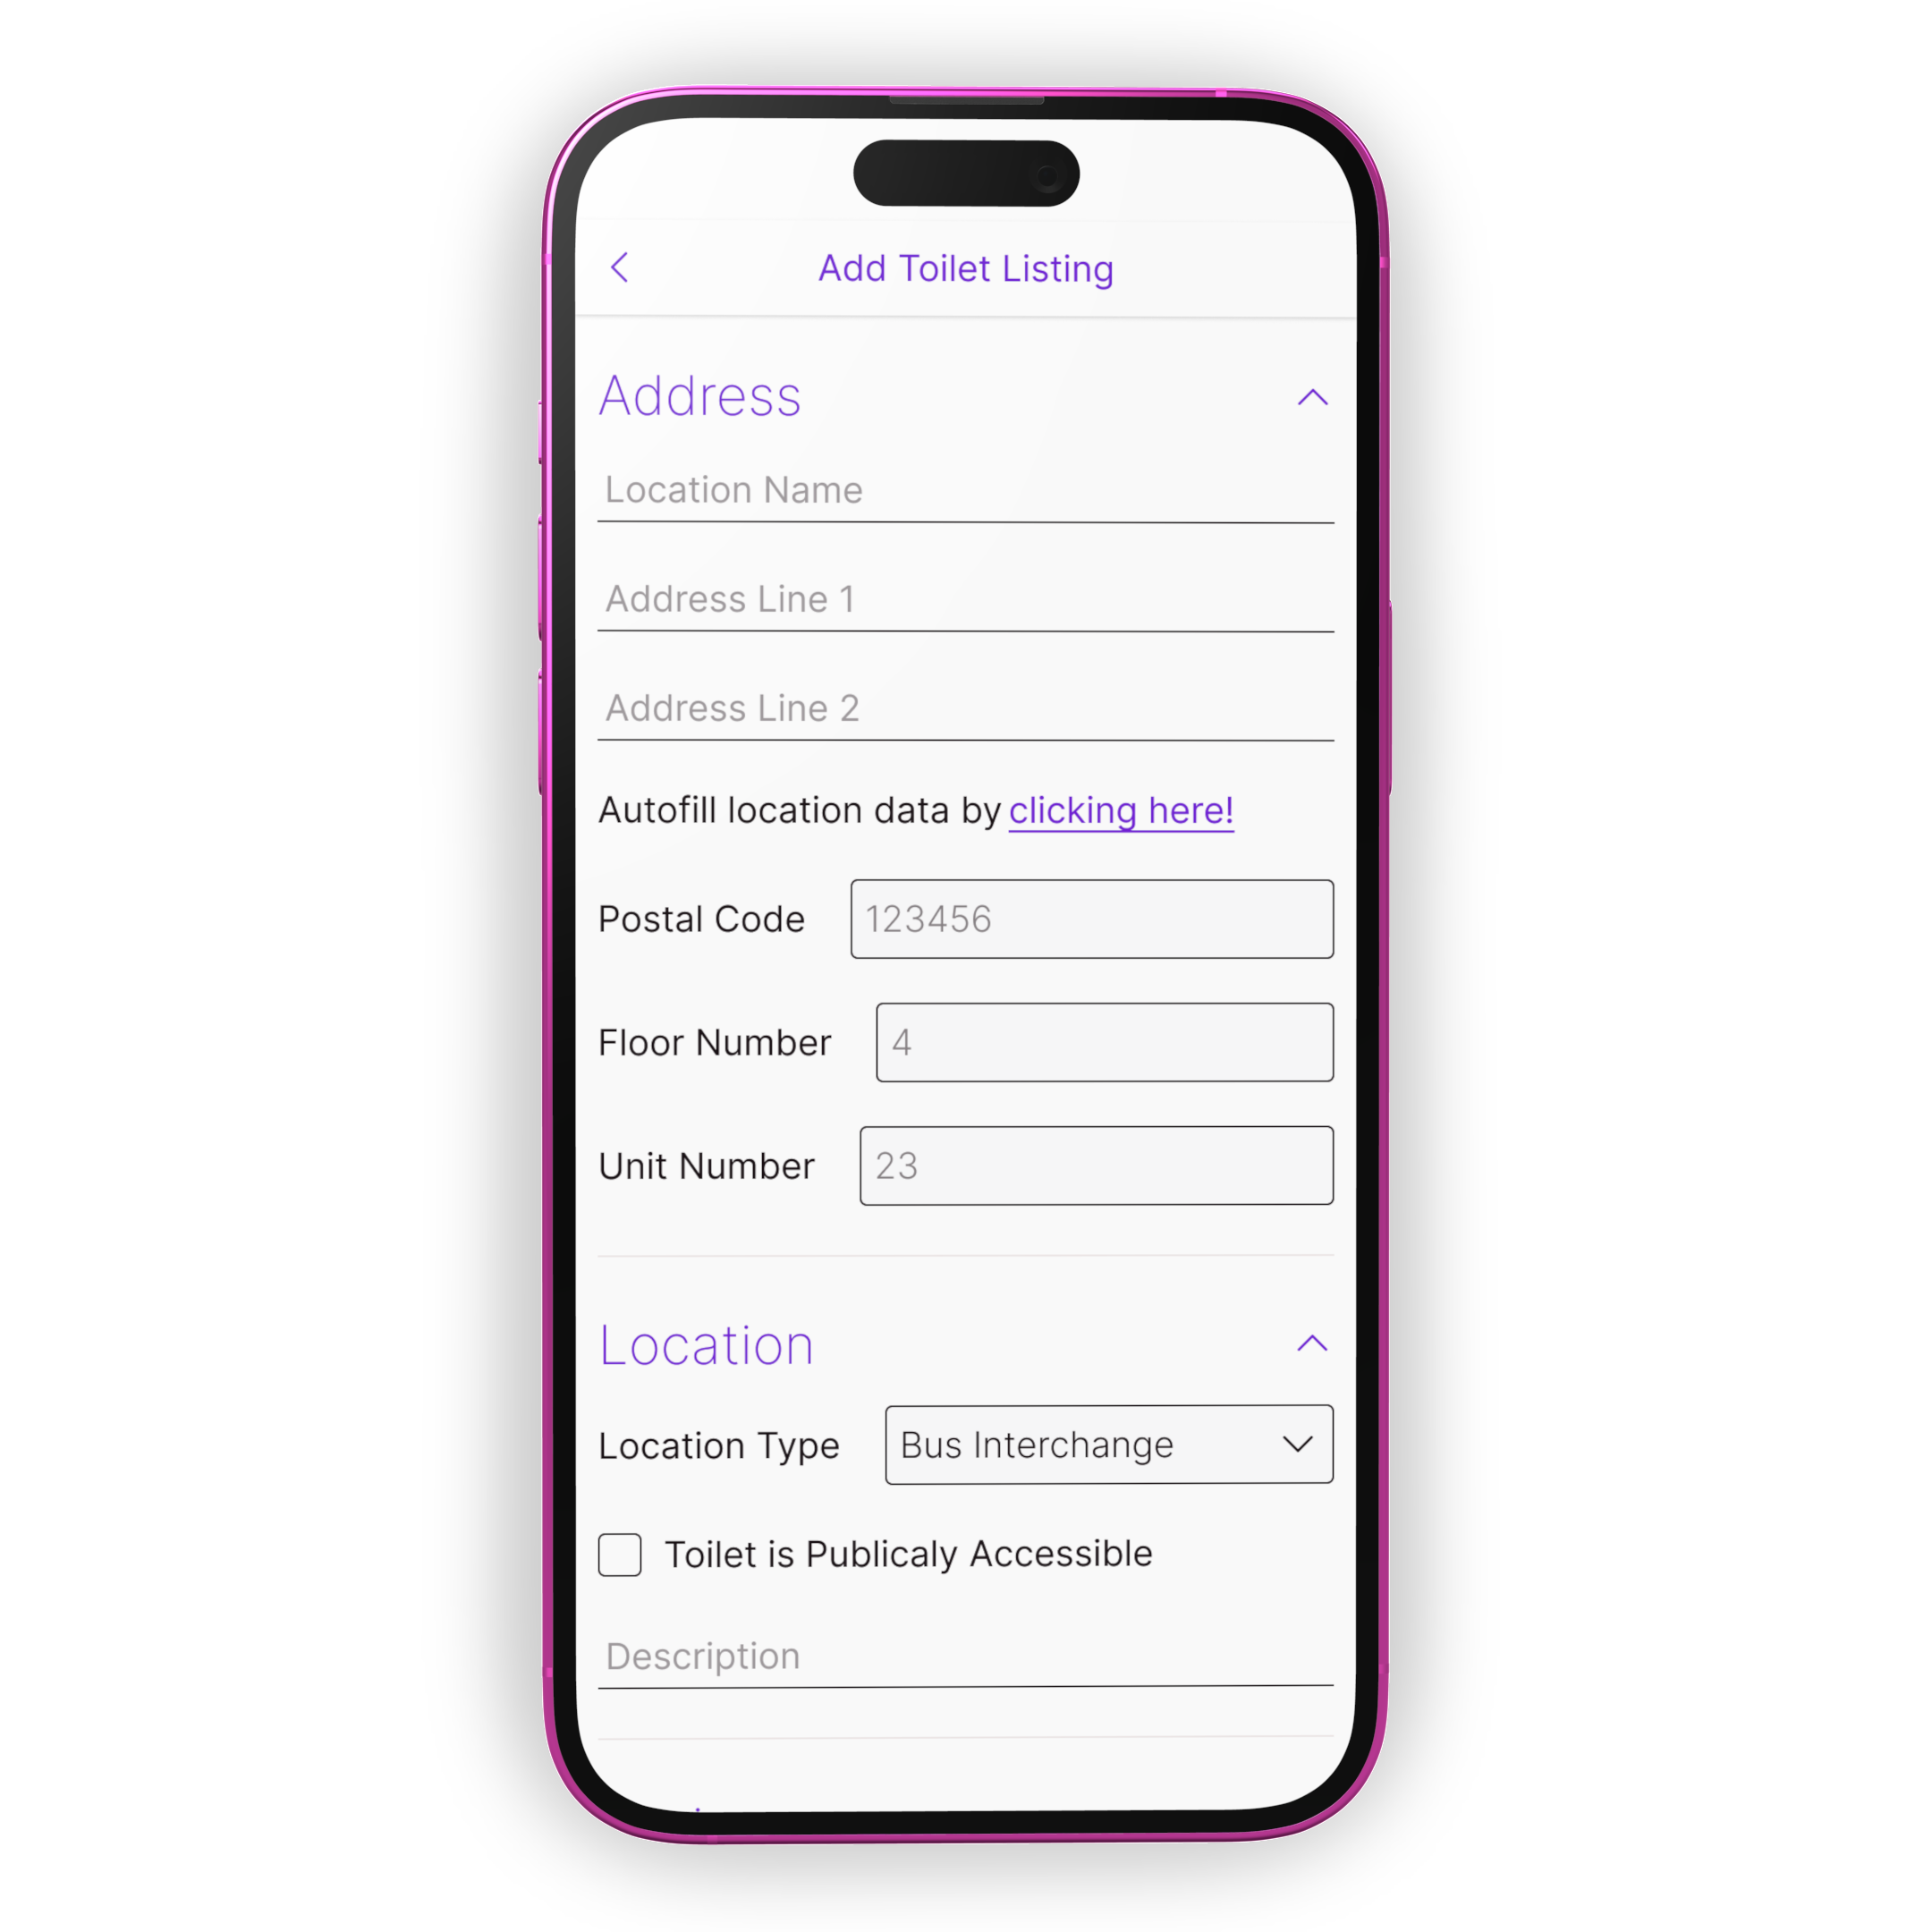 Add Toilet Listing
Address
Location Name
Address Line 1
Address Line 2
Autofill location data by clicking here!
Postal Code 123456
Floor Number 4
Unit Number 23
Location
Location Type Bus Interchange
Toilet is Publicaly Accessible
Description